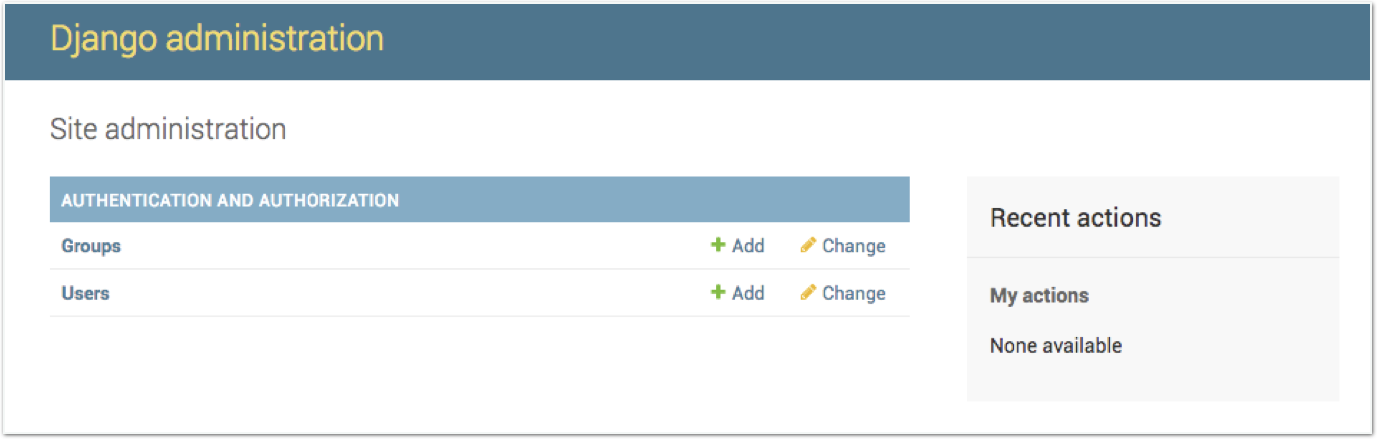 Django administration
Site administration
AUTHENTICATION AND AUTHORIZATION
Groups Add Change
Users Add Change
Recent actions
My actions
None available